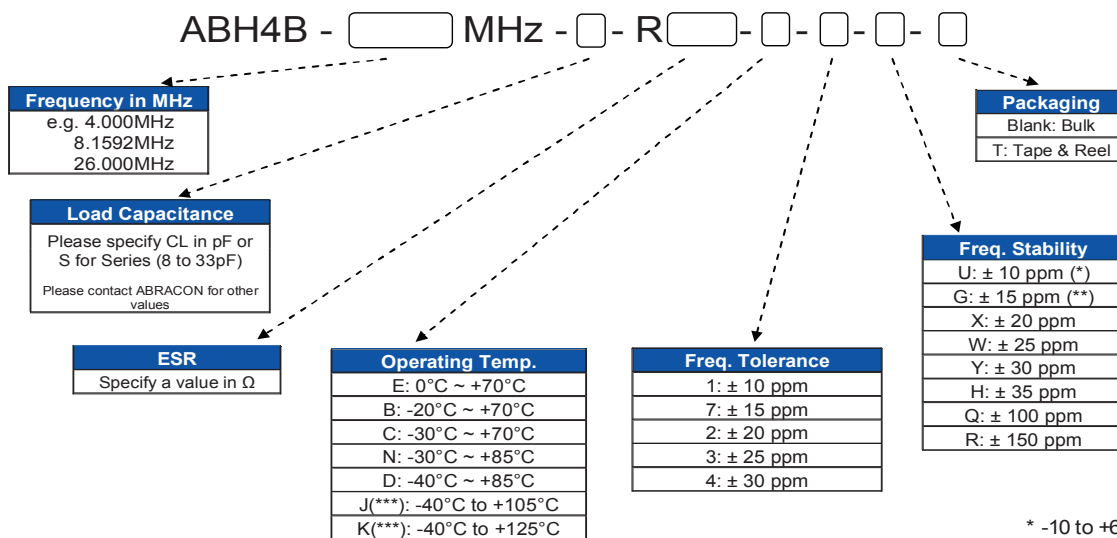 ABH4B - MHz - - R - - - -
Frequency in MHz
e.g. 4.000MHz
8.1592MHz
26.000MHz
Packaging
Blank: Bulk
T: Tape & Reel
Load Capacitance
Please specify CL in pF or
S for Series (8 to 33pF)
Please contact ABRACON for other
values
Freq. Stability
U: ± 10 ppm (*)
G: ± 15 ppm (**)
X: ± 20 ppm
W: ± 25 ppm
Y: ± 30 ppm
H: ± 35 ppm
Q: ± 100 ppm
R: ± 150 ppm
ESR
Specify a value in Ω
Operating Temp.
E: 0°C ~ +70°C
B: -20°C ~ +70°C
C: -30°C ~ +70°C
N: -30°C ~ +85°C
D: -40°C ~ +85°C
J(***): -40°C to +105°C
K(***): -40°C to +125°C
Freq. Tolerance
1: ± 10 ppm
7: ± 15 ppm
2: ± 20 ppm
3: ± 25 ppm
4: ± 30 ppm
* -10 to